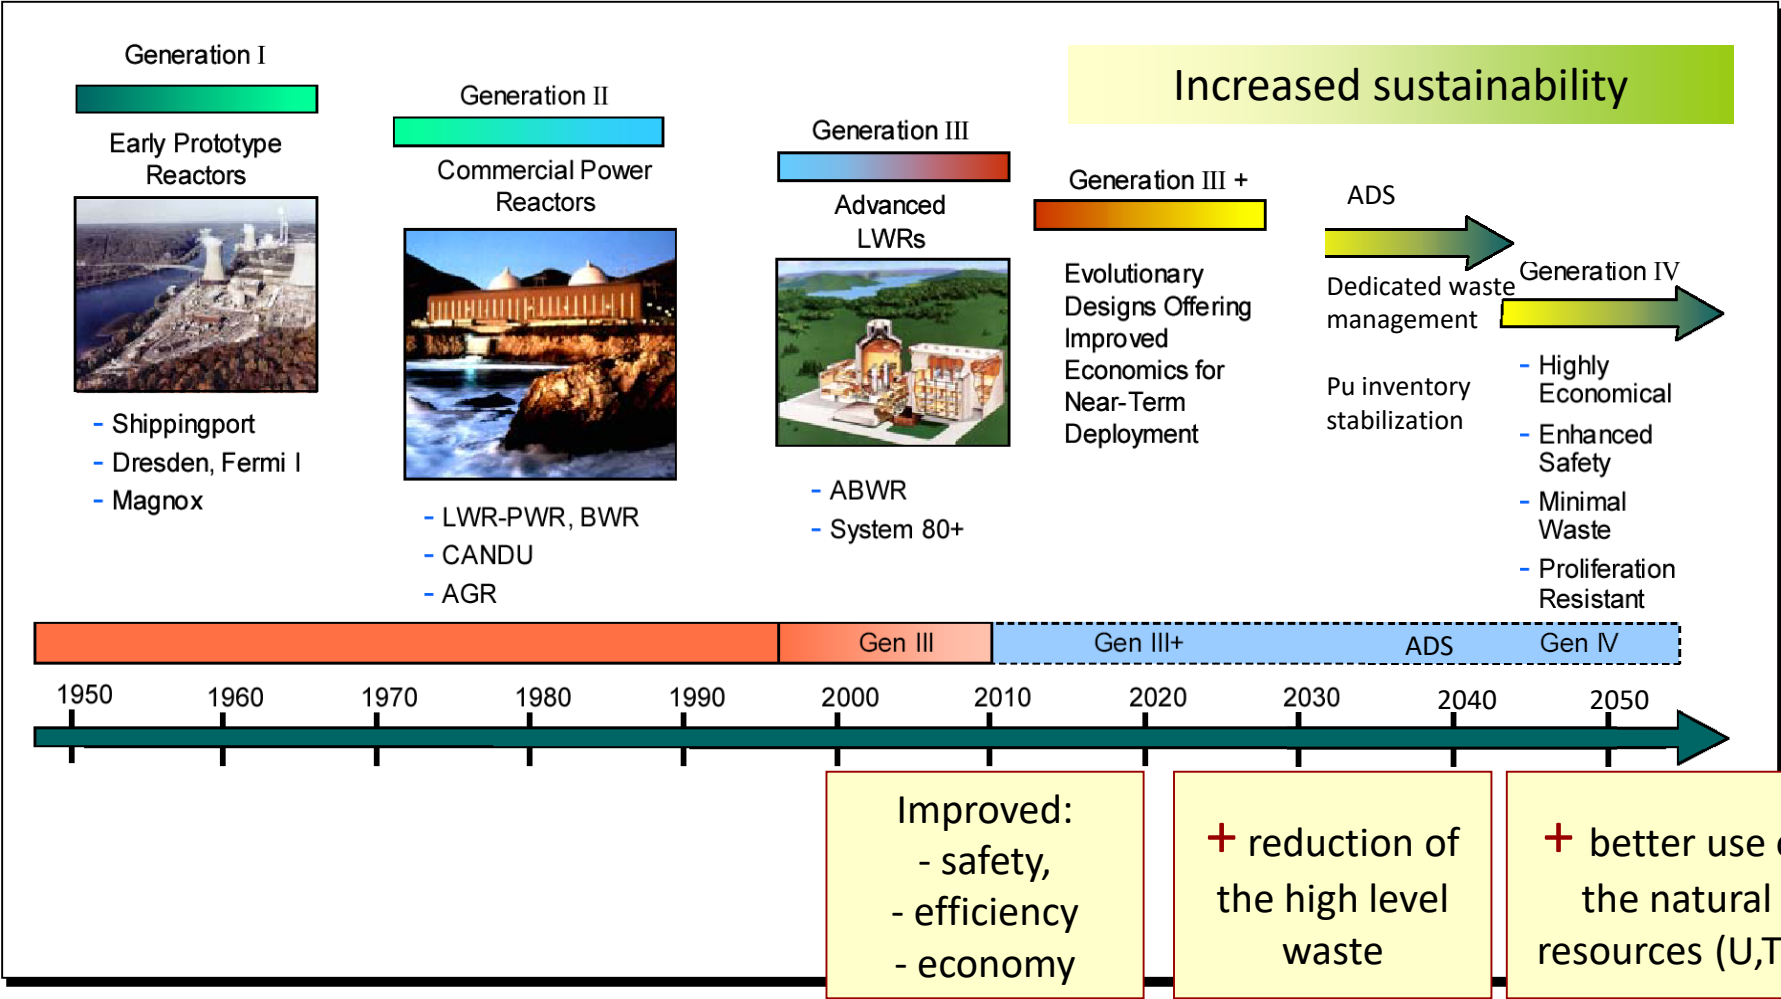 Generation I
Early Prototype
Reactors
- Shippingport
- Dresden, Fermi I
- Magnox
Generation II
Commercial Power
Reactors
- LWR-PWR, BWR
- CANDU
- AGR
Generation III
Advanced
LWRs
- ABWR
- System 80+
Increased sustainability
Generation III +
Evolutionary
Designs Offering
Improved
Economics for
Near-Term
Deployment
ADS
Dedicated waste
management
Pu inventory
stabilization
Generation IV
- Highly
Economical
- Enhanced
Safety
- Minimal
Waste
- Proliferation
Resistant
Gen III
Gen III+
ADS
Gen IV
1950
1960
1970
1980
1990
2000
2010
2020
2030
2040
2050
Improved:
- safety,
- efficiency
- economy
+ reduction of
the high level
waste
+ better use
the natural
resources (U,T